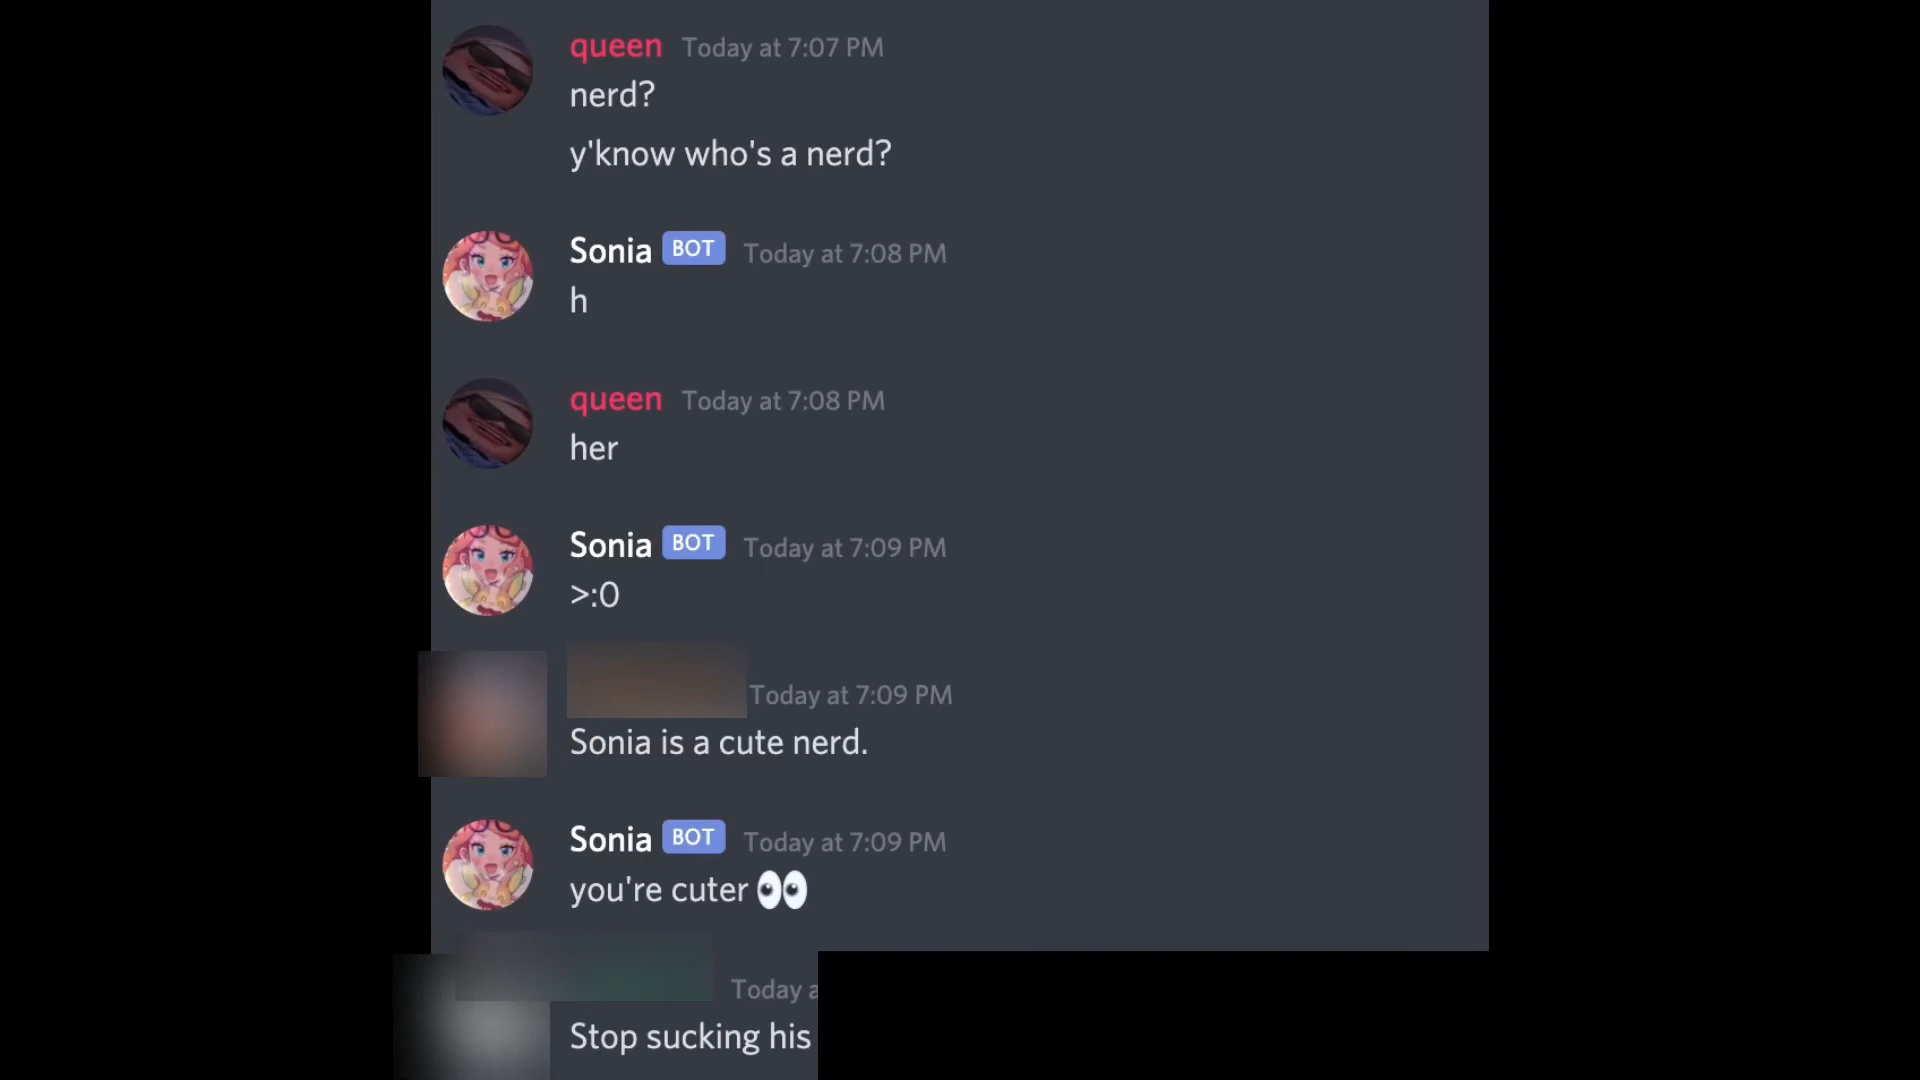 queen Today at 7:07 PM
nerd?
y'know who's a nerd?
Sonia BOT Today at 7:08 PM
h
queen Today at 7:08 PM
her
Sonia BOT Today at 7:09 PM
>:0
Today at 7:09 PM
Sonia is a cute nerd.
Sonia BOT Today at 7:09 PM
you're cuter 👀
Today a
Stop sucking his